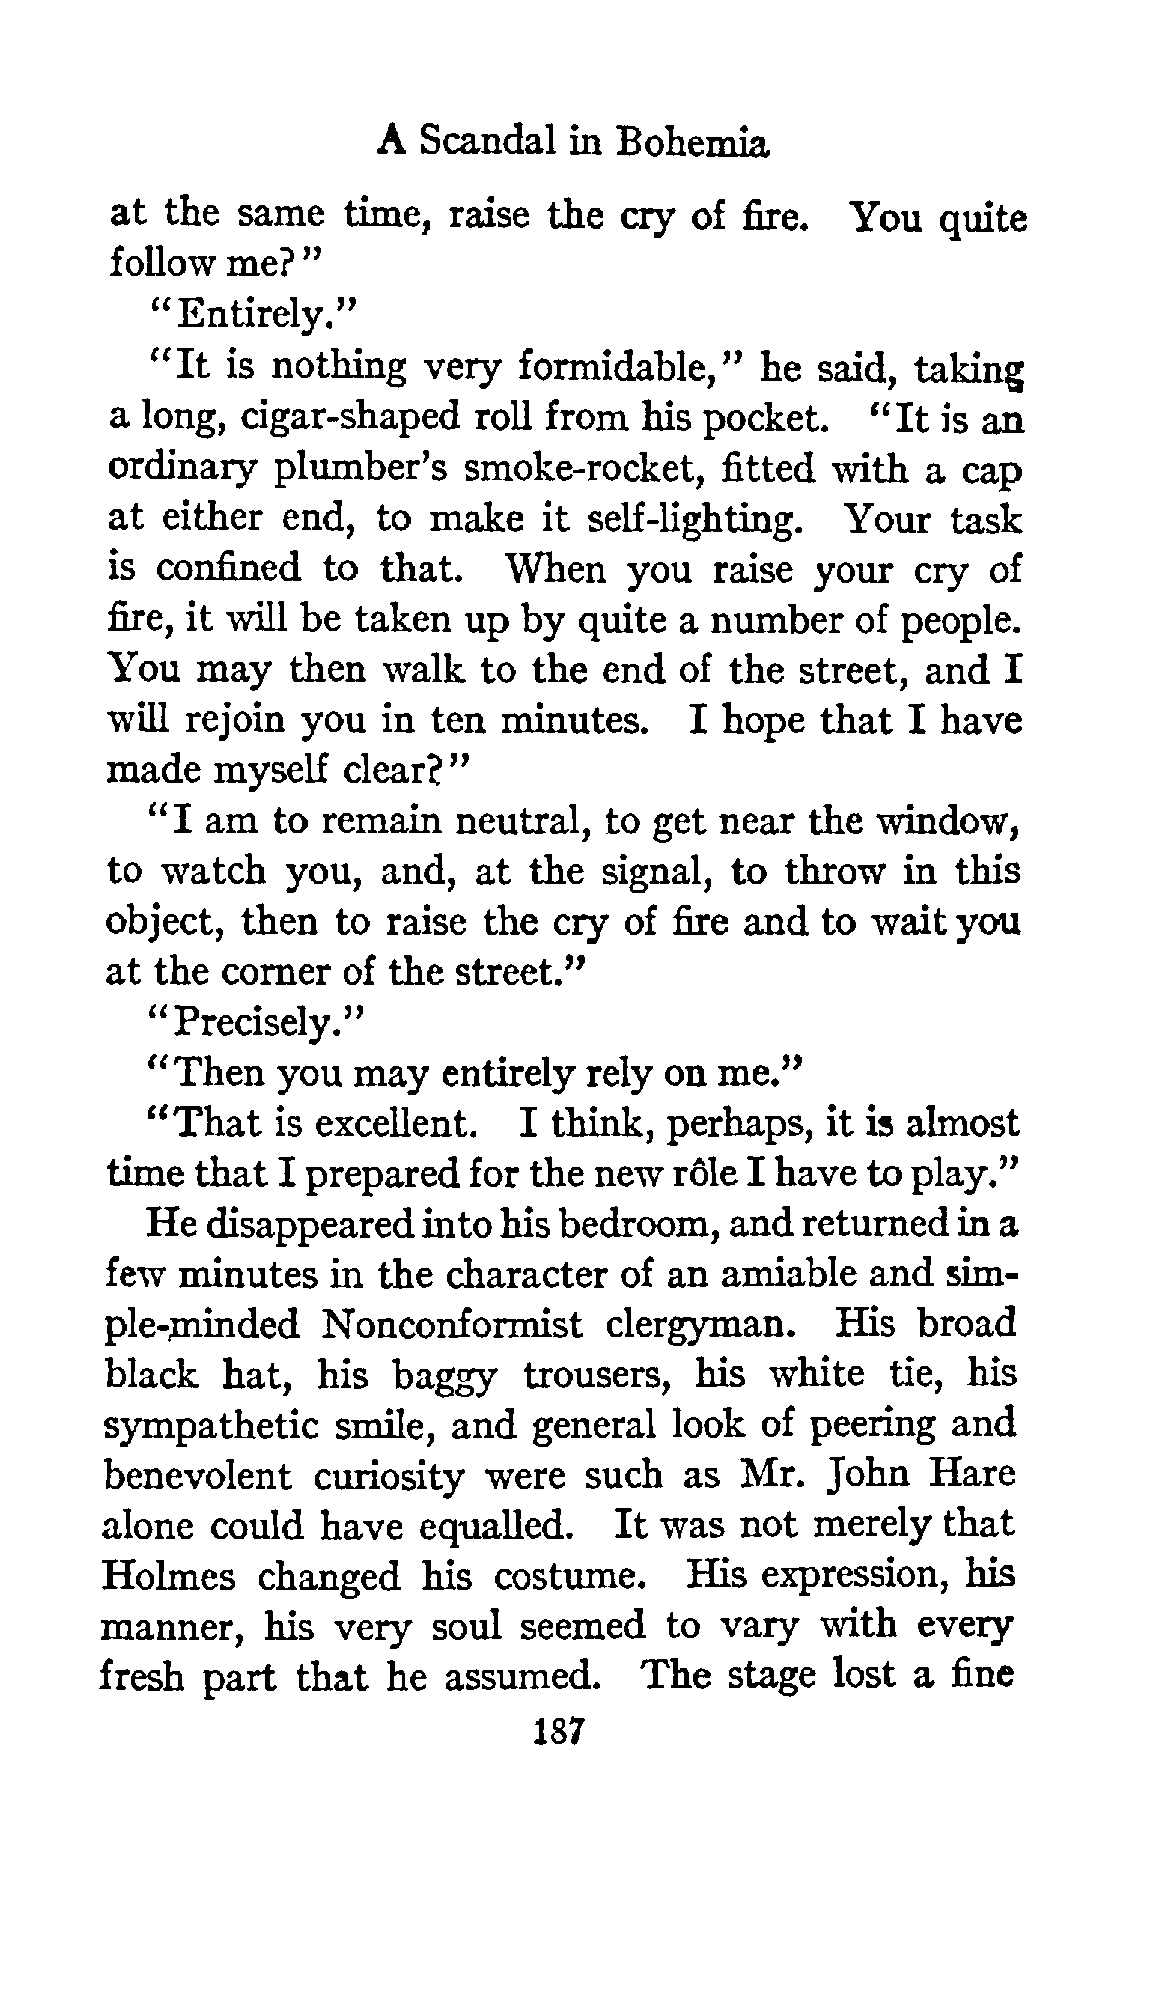 A Scandal in Bohemia
at the same time, raise the cry of fire. You quite
follow me?"
"Entirely."
"It is nothing very formidable," he said, taking
a long, cigar-shaped roll from his pocket. "It is an
ordinary plumber's smoke-rocket, fitted with a cap
at either end, to make it self-lighting. Your task
is confined to that. When you raise your cry of
fire, it will be taken up by quite a number of people.
You may then walk to the end of the street, and I
will rejoin you in ten minutes. I hope that I have
made myself clear?"
"I am to remain neutral, to get near the window,
to watch you, and, at the signal, to throw in this
object, then to raise the cry of fire and to wait you
at the corner of the street."
"Precisely."
"Then you may entirely rely on me."
"That is excellent. I think, perhaps, it is almost
time that I prepared for the new rôle I have to play."
He disappeared into his bedroom, and returned in a
few minutes in the character of an amiable and sim-
ple-minded Nonconformist clergyman. His broad
black hat, his baggy trousers, his white tie, his
sympathetic smile, and general look of peering and
benevolent curiosity were such as Mr. John Hare
alone could have equalled. It was not merely that
Holmes changed his costume. His expression, his
manner, his very soul seemed to vary with every
fresh part that he assumed. The stage lost a fine
187